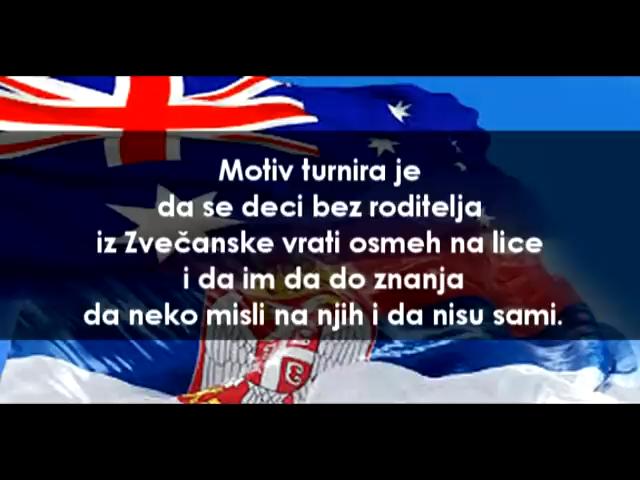 Motiv turnira je
da se deci bez roditelja
iz Zvečanske vrati osmeh na lice
i da im da do znanja
da neko misli na njih i da nisu sami.